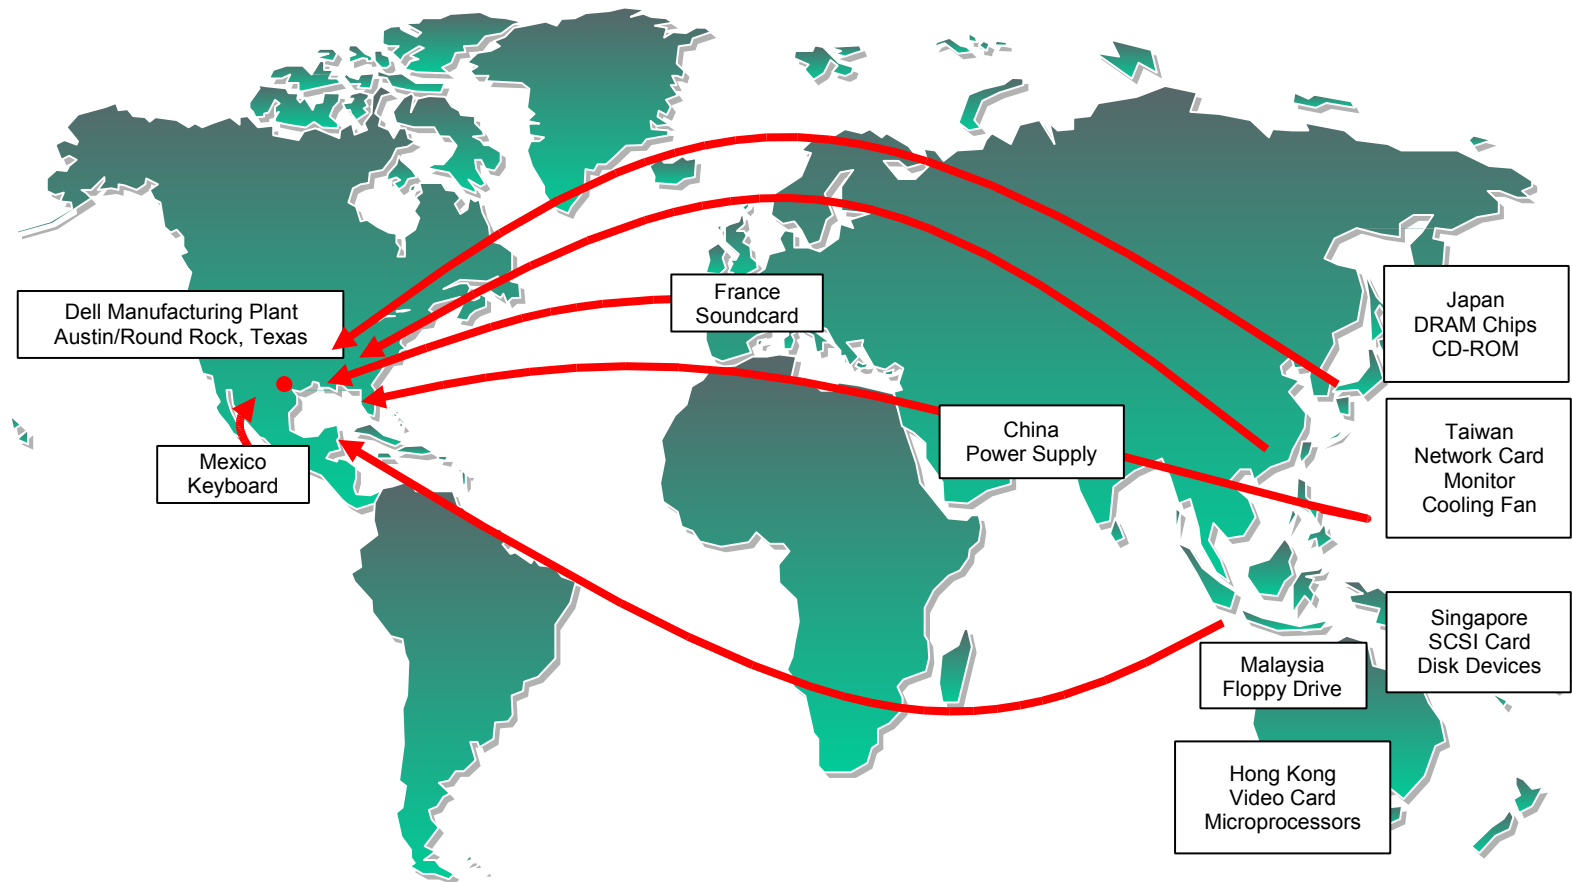 Dell Manufacturing Plant
Austin/Round Rock, Texas
France
Soundcard
Japan
DRAM Chips
CD-ROM
China
Power Supply
Taiwan
Network Card
Monitor
Cooling Fan
Mexico
Keyboard
Singapore
SCSI Card
Disk Devices
Malaysia
Floppy Drive
Hong Kong
Video Card
Microprocessors